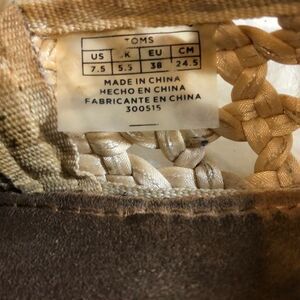 TOMS
US UK EU CM
7.5 5.5 38 24.5
MADE IN CHINA
HECHO EN CHINA
FABRICANTE EN CHINA
300515